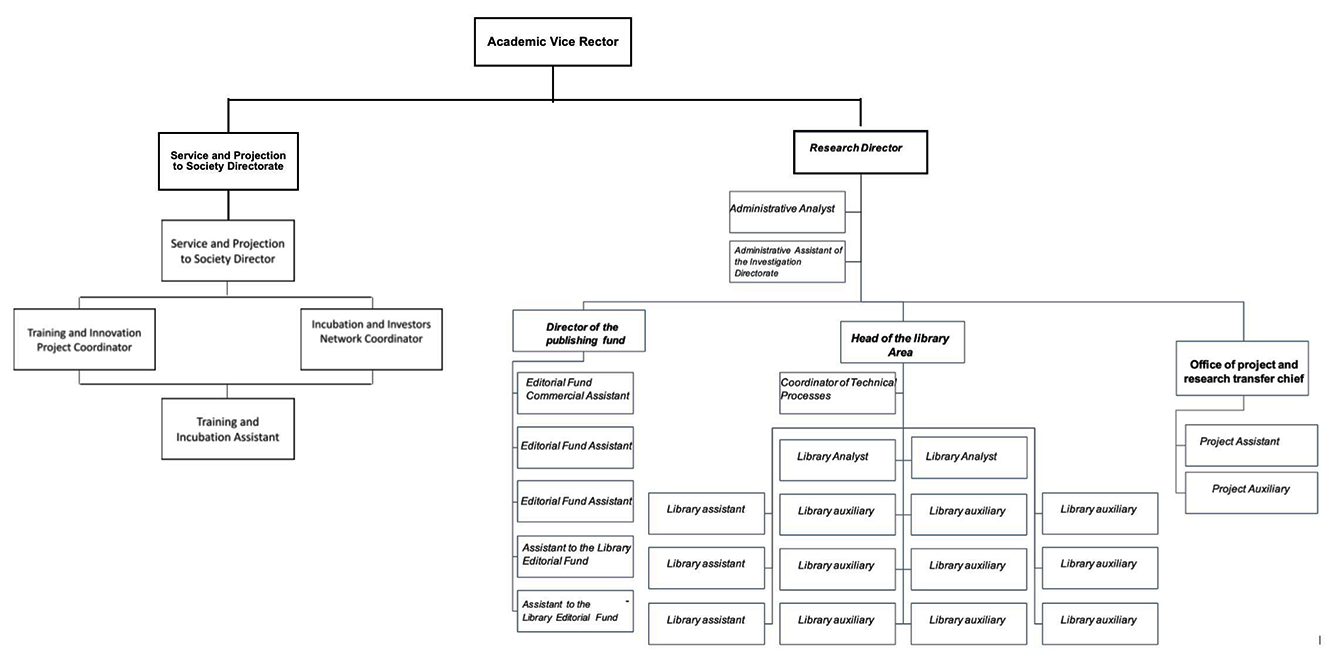 Academic Vice Rector
Service and Projection
to Society Directorate
Research Director
Administrative Analyst
Administrative Assistant of
the Investigation
Directorate
Service and Projection
to Society Director
Training and Innovation
Project Coordinator
Incubation and Investors
Network Coordinator
Training and
Incubation Assistant
Director of the
publishing fund
Editorial Fund
Commercial Assistant
Editorial Fund Assistant
Editorial Fund Assistant
Assistant to the Library
Editorial Fund
Assistant to the -
Library Editorial Fund
Head of the library
Area
Coordinator of Technical
Processes
Library Analyst
Library Analyst
Library assistant
Library auxiliary
Library auxiliary
Library auxiliary
Library assistant
Library auxiliary
Library auxiliary
Library auxiliary
Library assistant
Library auxiliary
Library auxiliary
Library auxiliary
Office of project and
research transfer chief
Project Assistant
Project Auxiliary